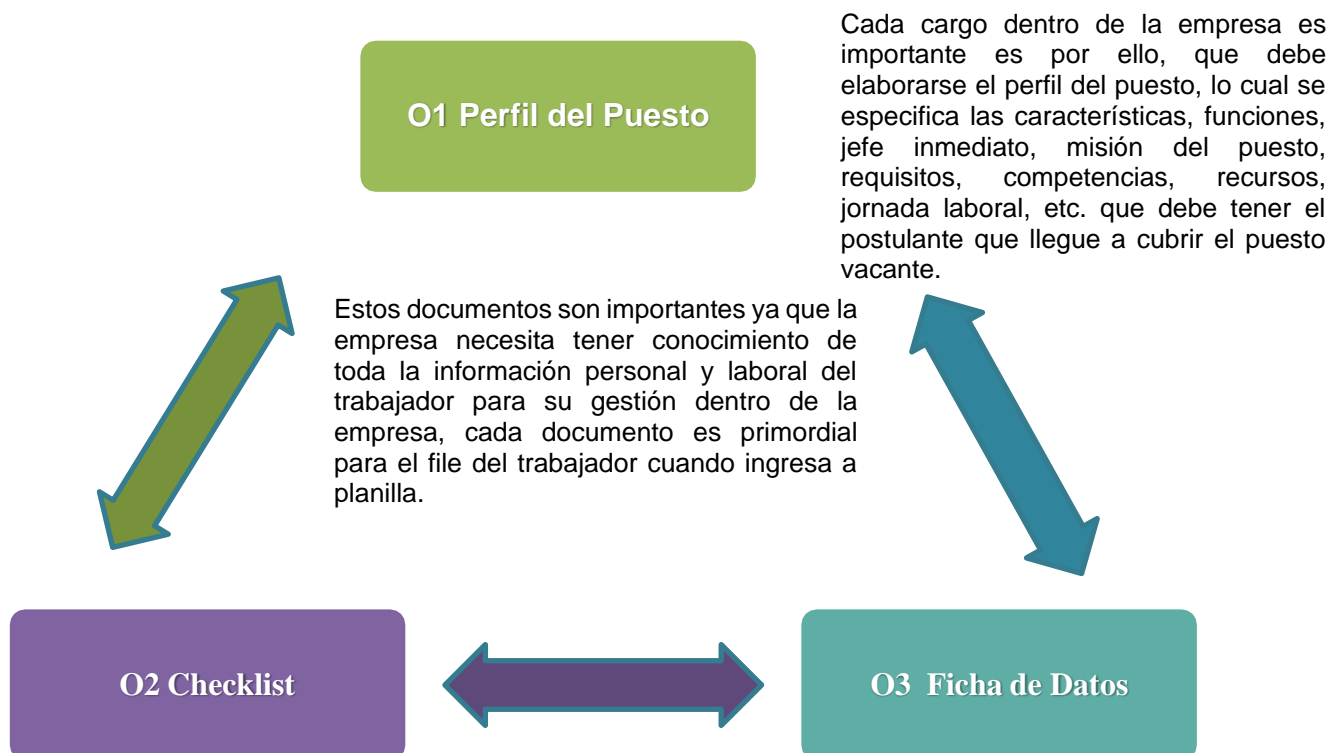 O1 Perfil del Puesto
Cada cargo dentro de la empresa es
importante es por ello, que debe
elaborarse el perfil del puesto, lo cual se
especifica las características, funciones,
jefe inmediato, misión del puesto,
requisitos, competencias, recursos,
jornada laboral, etc. que debe tener el
postulante que llegue a cubrir el puesto
vacante.
Estos documentos son importantes ya que la
empresa necesita tener conocimiento de
toda la información personal y laboral del
trabajador para su gestión dentro de la
empresa, cada documento es primordial
para el file del trabajador cuando ingresa a
planilla.
O2 Checklist
O3 Ficha de Datos